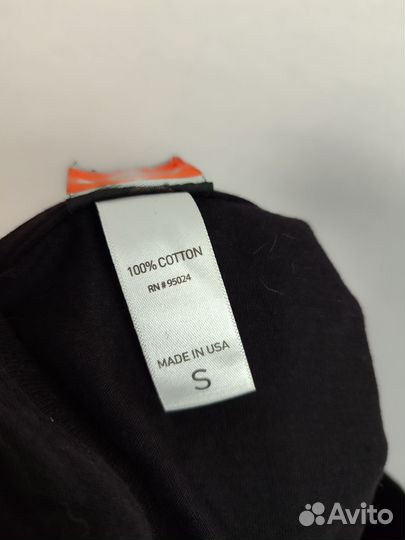 100% COTTON
RN # 95024
MADE IN USA
S
Avito